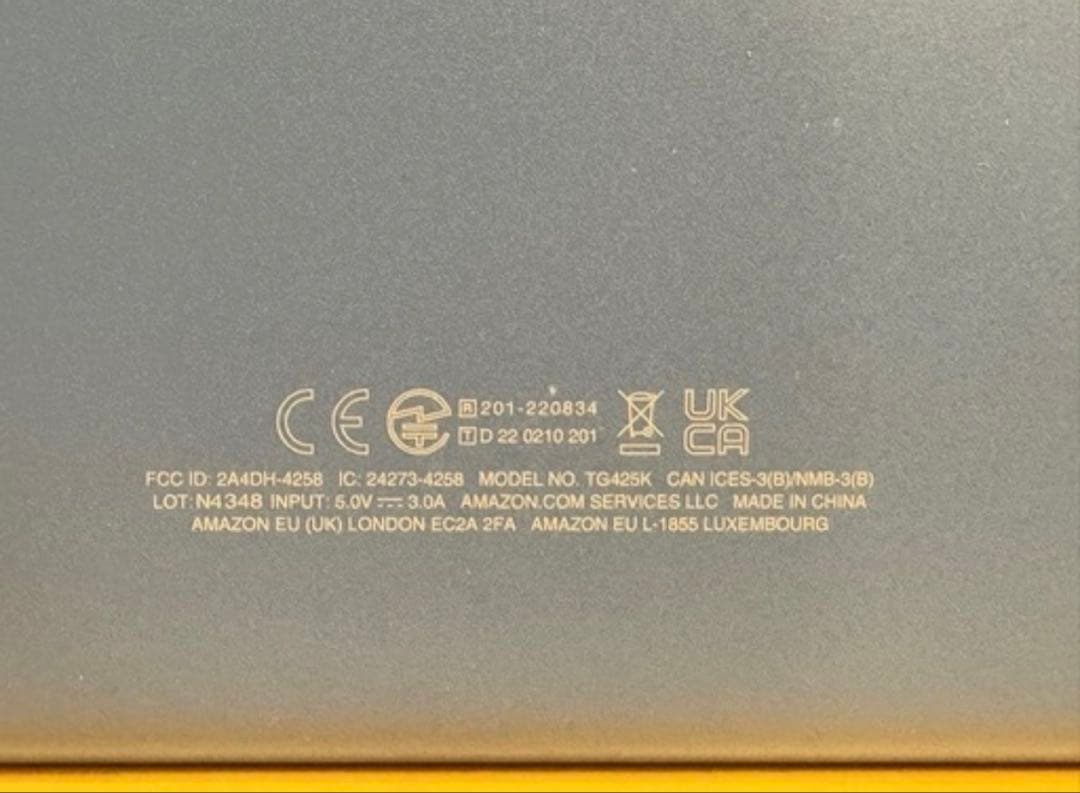 CE R 201-220834 UK
T D 22 0210 201 CA
FCC ID: 2A4DH-4258 IC: 24273-4258 MODEL NO. TG425K CAN ICES-3(B)/NMB-3(B)
LOT: N4348 INPUT: 5.0V⎓3.0A AMAZON.COM SERVICES LLC MADE IN CHINA
AMAZON EU (UK) LONDON EC2A 2FA AMAZON EU L-1855 LUXEMBOURG